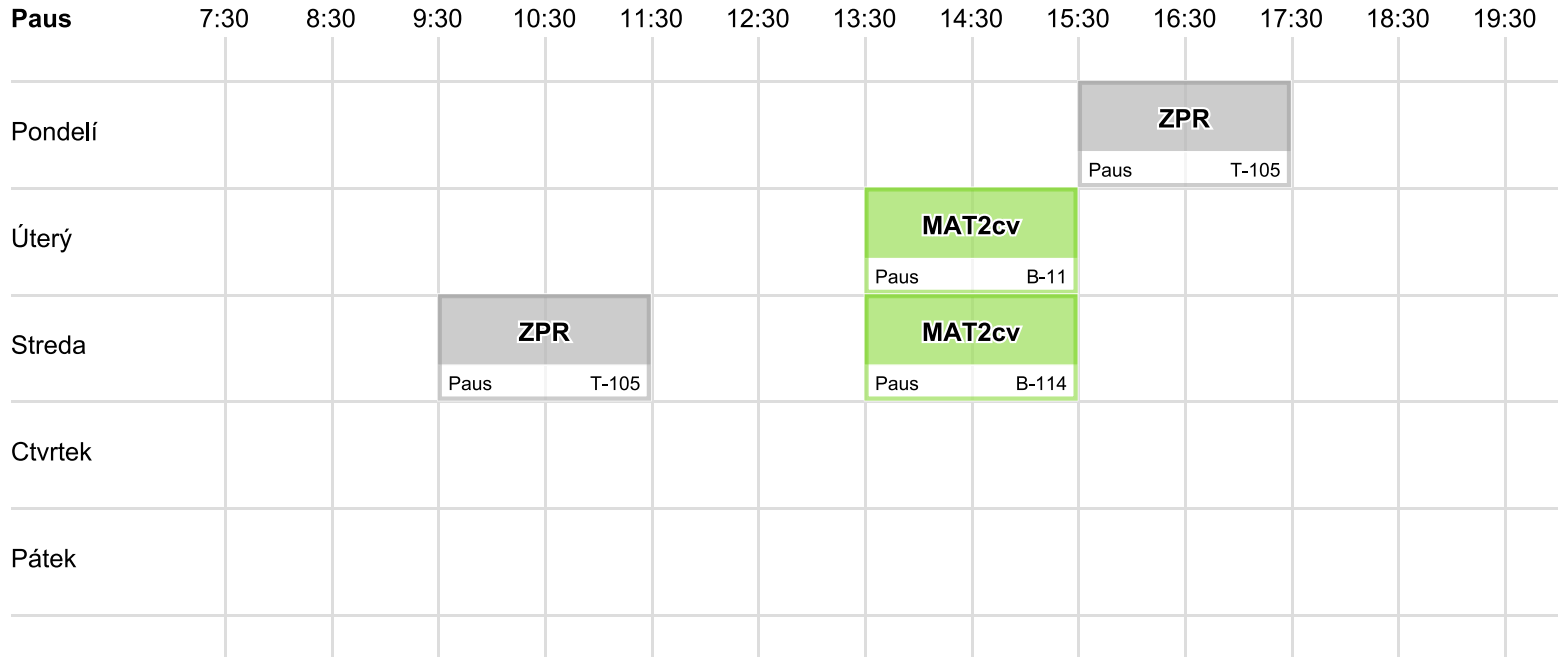 Paus 7:30 8:30 9:30 10:30 11:30 12:30 13:30 14:30 15:30 16:30 17:30 18:30 19:30
Pondelí
ZPR
Paus T-105
Úterý
MAT2cv
Paus B-11
Streda
ZPR
Paus T-105
MAT2cv
Paus B-114
Ctvrtek
Pátek